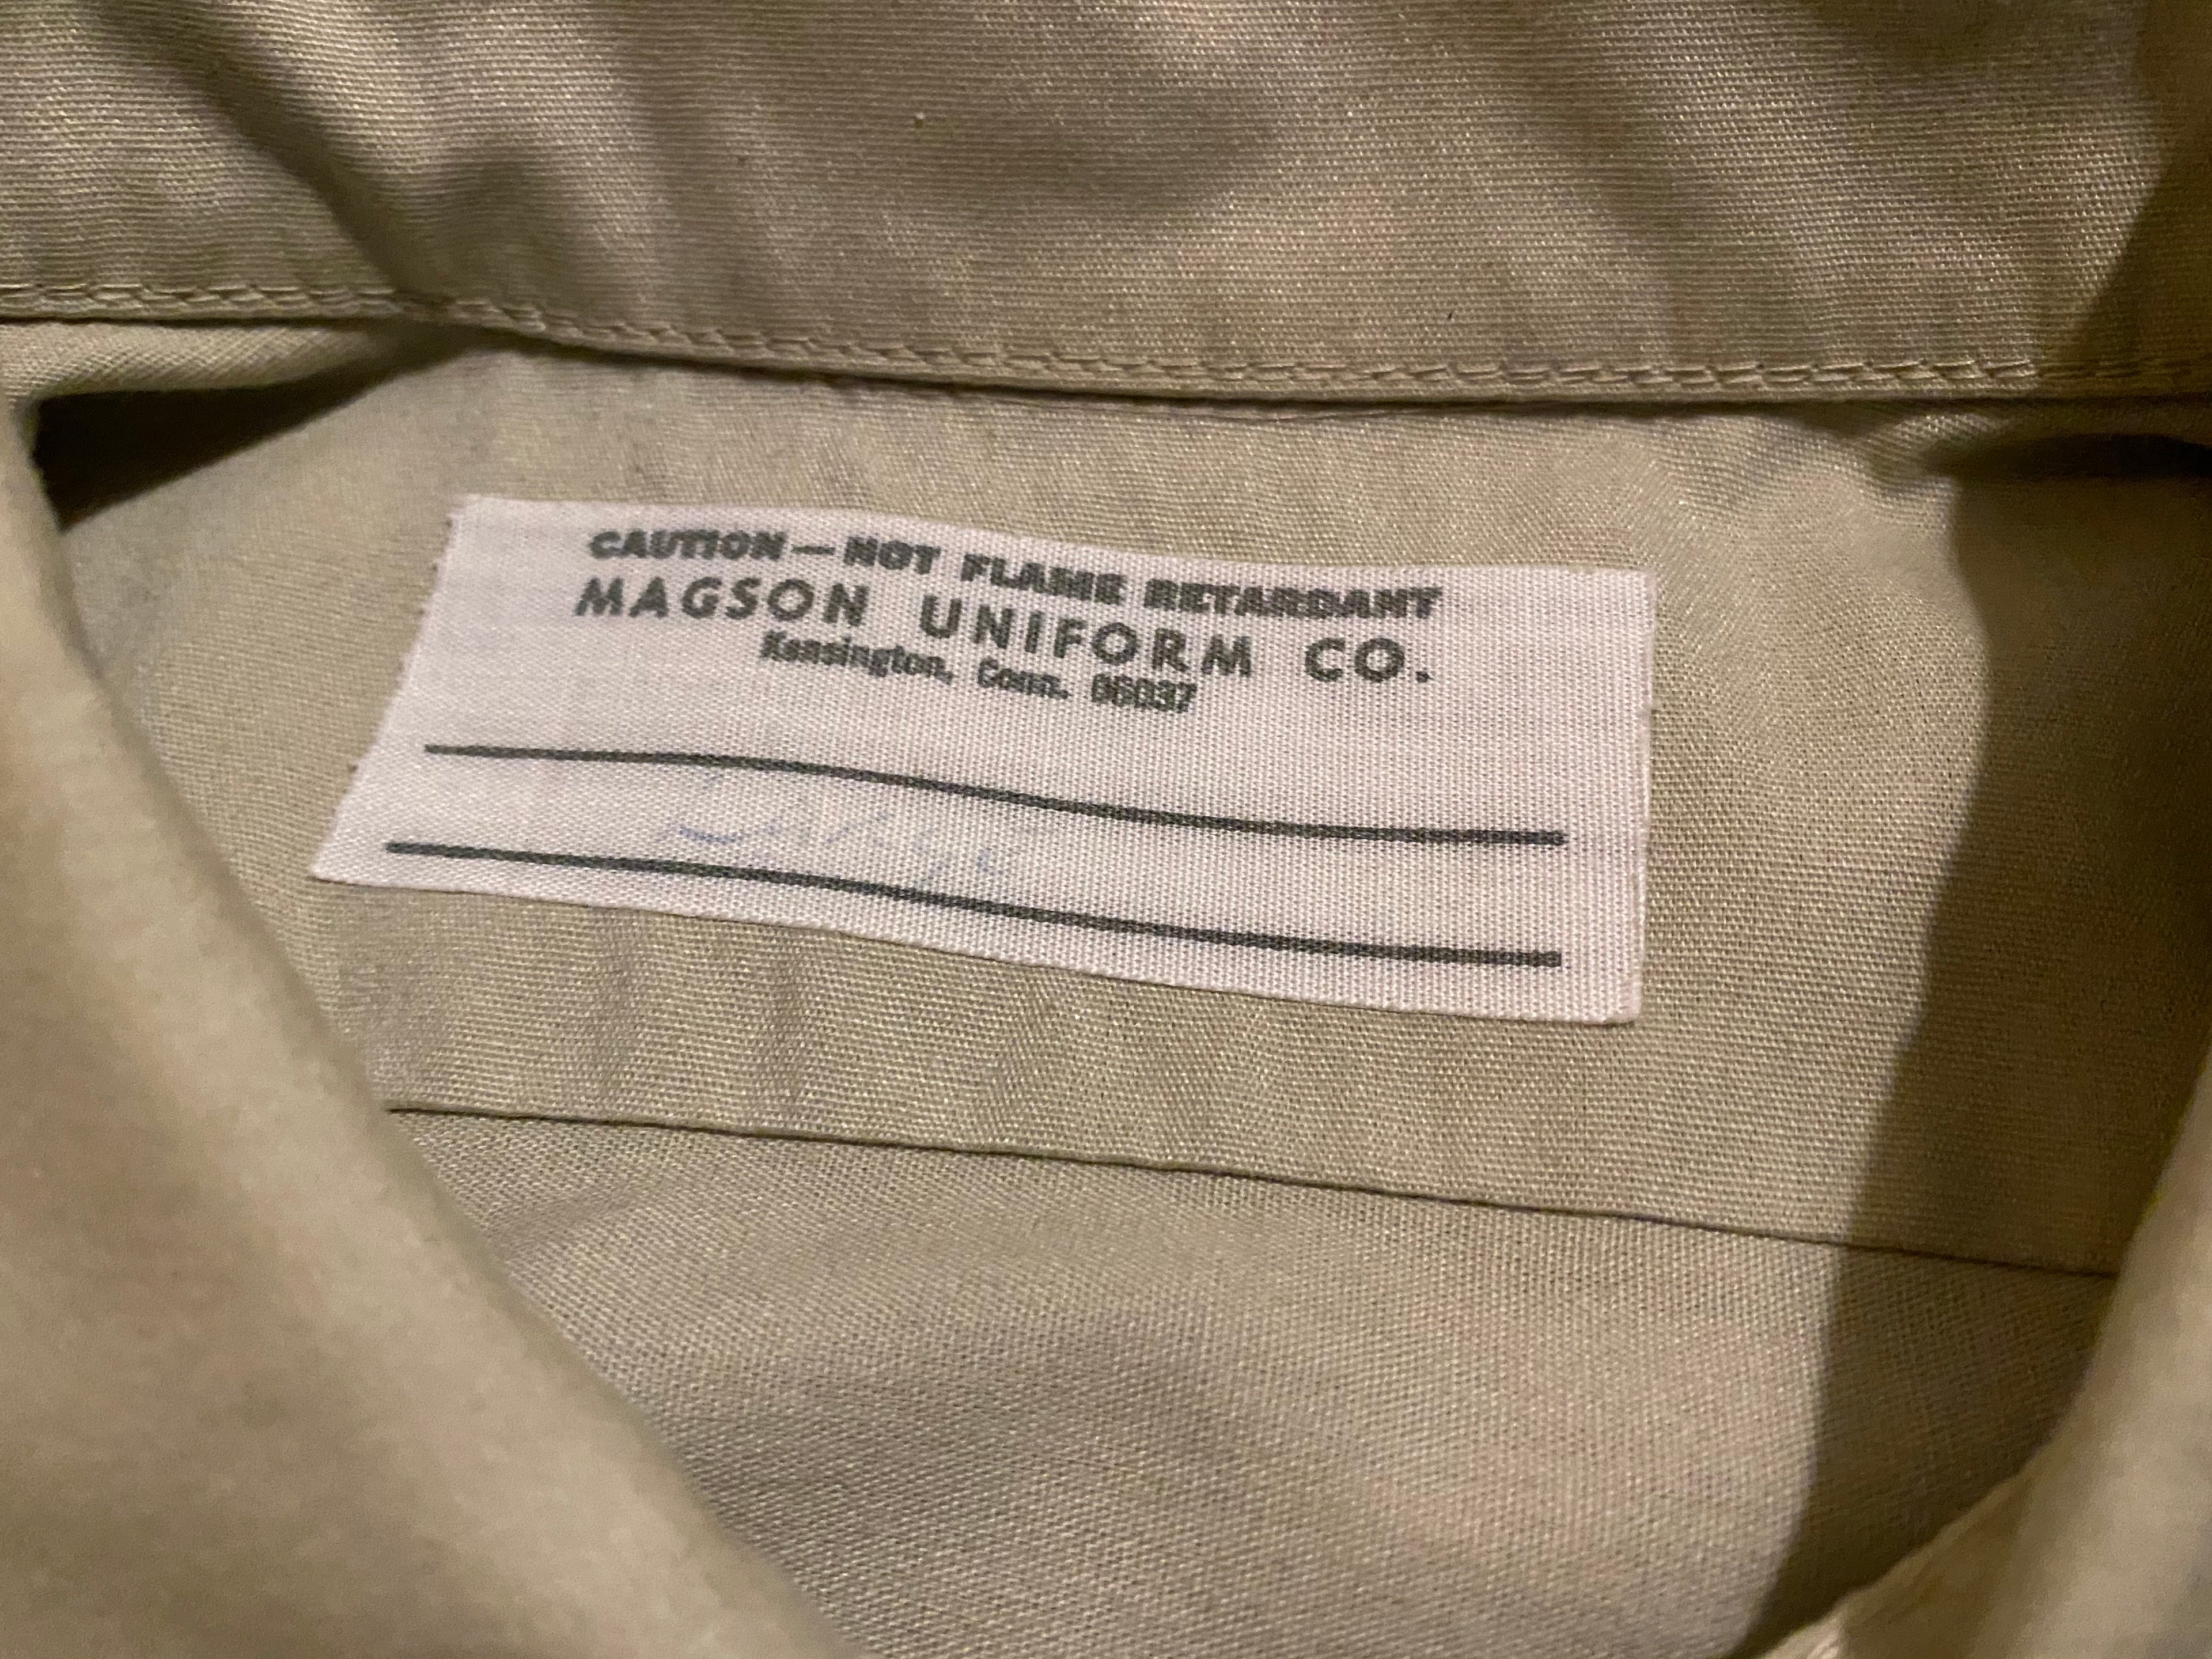 CAUTION—NOT FLAME RETARDANT
MAGSON UNIFORM CO.
Kensington, Conn. 06037